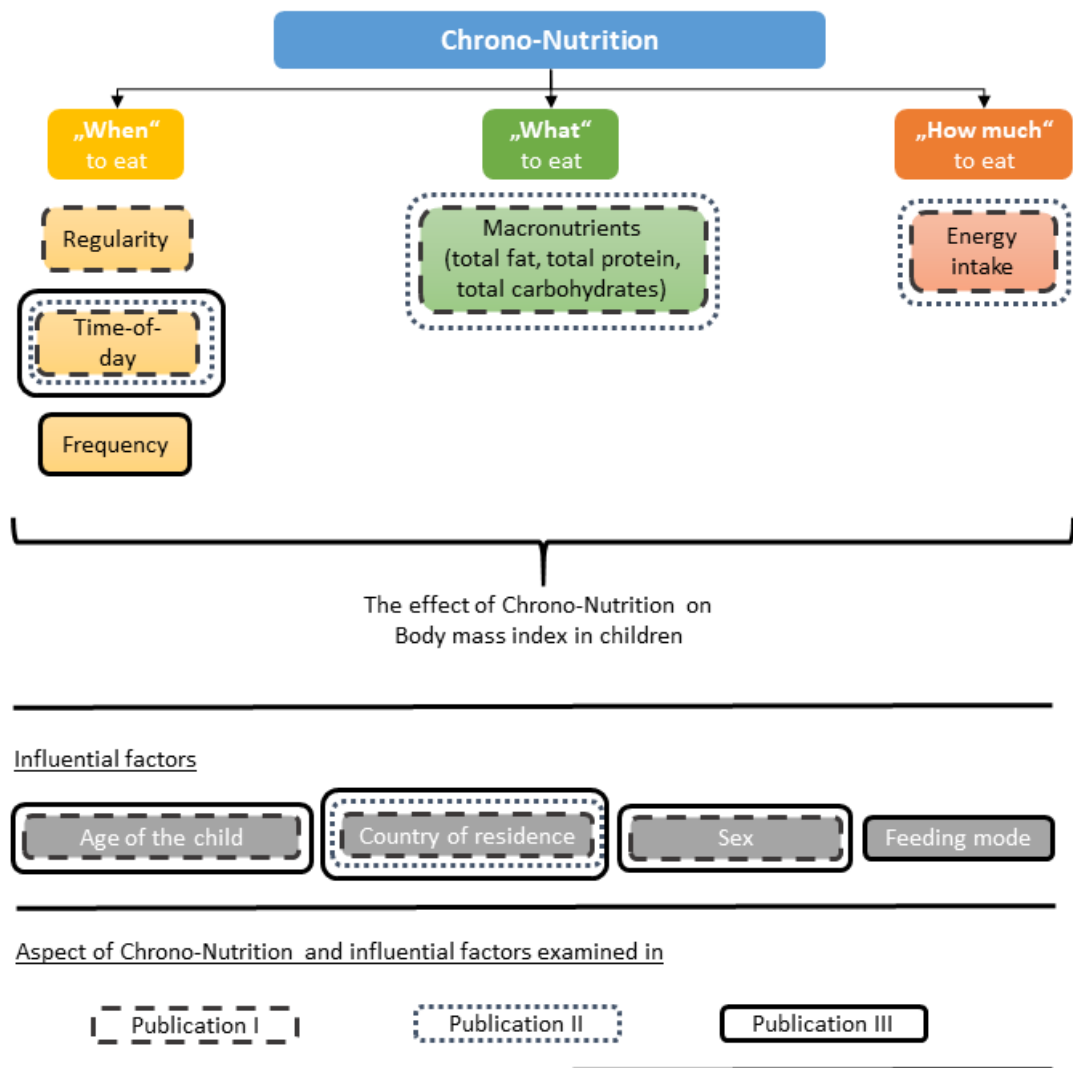 Chrono-Nutrition
„When“
to eat
„What“
to eat
„How much“
to eat
Regularity
Time-of-
day
Frequency
Macronutrients
(total fat, total protein,
total carbohydrates)
Energy
intake
The effect of Chrono-Nutrition on
Body mass index in children
Influential factors
Age of the child
Country of residence
Sex
Feeding mode
Aspect of Chrono-Nutrition and influential factors examined in
Publication I
Publication II
Publication III